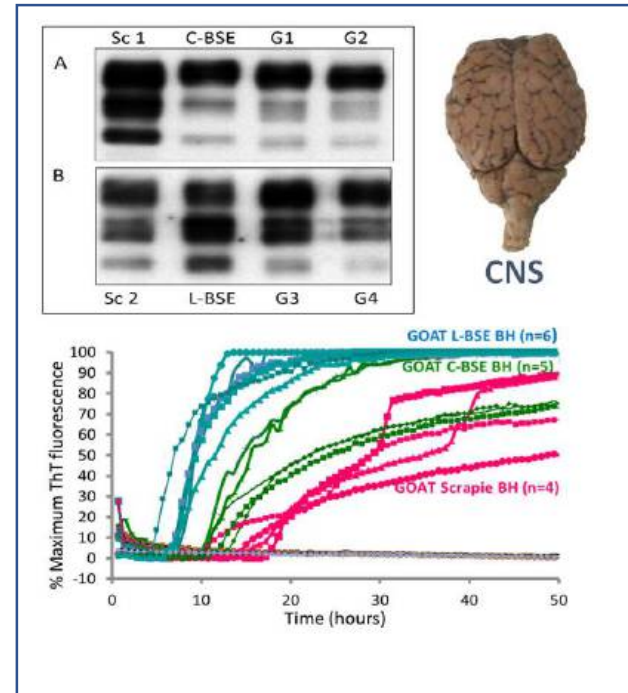 Sc 1 C-BSE G1 G2
A
B
Sc 2 L-BSE G3 G4
CNS
GOAT L-BSE BH (n=6)
GOAT C-BSE BH (n=5)
GOAT Scrapie BH (n=4)
% Maximum ThT fluorescence
100
90
80
70
60
50
40
30
20
10
0
-10
0 10 20 30 40 50
Time (hours)